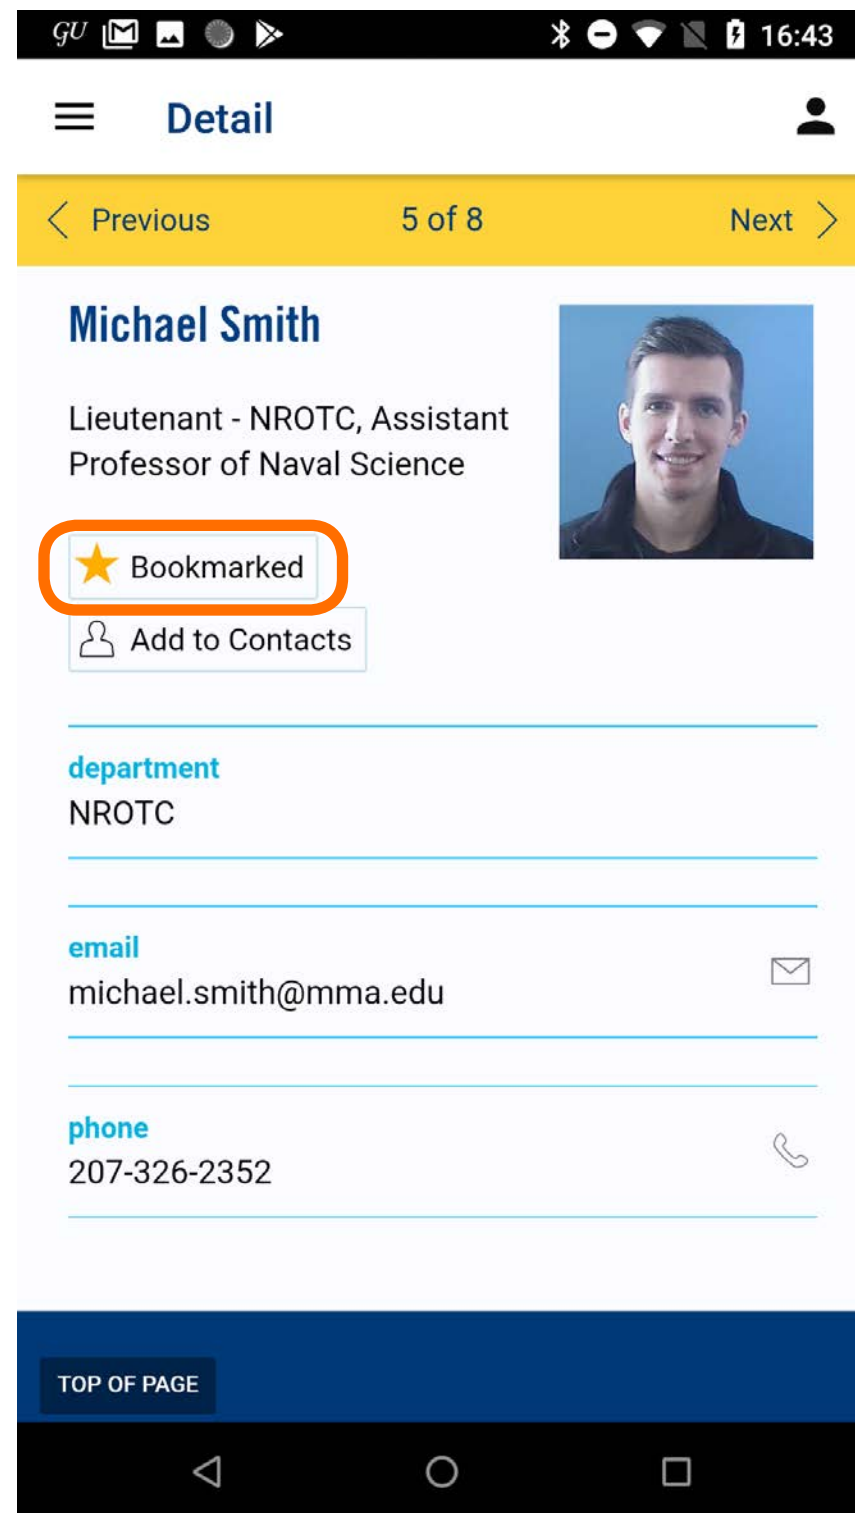 GU 16:43
Detail
Previous 5 of 8 Next
Michael Smith
Lieutenant - NROTC, Assistant
Professor of Naval Science
Bookmarked
Add to Contacts
department
NROTC
email
michael.smith@mma.edu
phone
207-326-2352
TOP OF PAGE